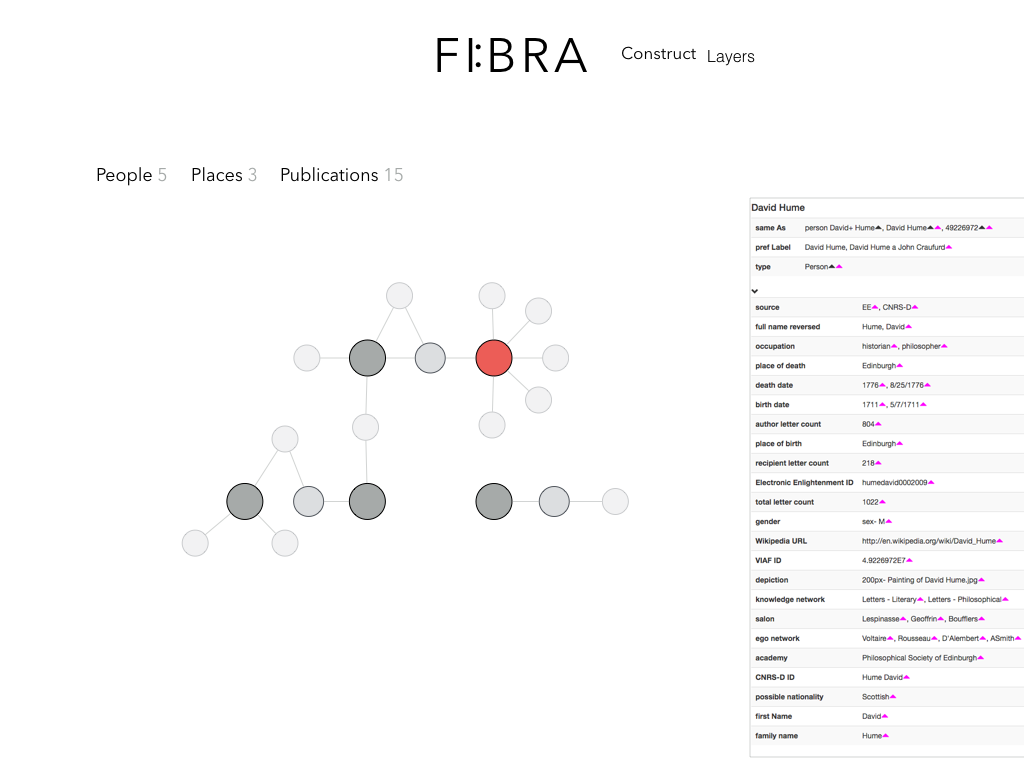 FI:BRA Construct Layers
People 5 Places 3 Publications 15
David Hume
same As person David+ Hume, David Hume, 49226972
pref Label David Hume, David Hume a John Craufurd
type Person
source EE, CNRS-D
full name reversed Hume, David
occupation historian, philosopher
place of death Edinburgh
death date 1776, 8/25/1776
birth date 1711, 5/7/1711
author letter count 804
place of birth Edinburgh
recipient letter count 218
Electronic Enlightenment ID humedavid0002009
total letter count 1022
gender sex- M
Wikipedia URL http://en.wikipedia.org/wiki/David_Hume
VIAF ID 4.9226972E7
depiction 200px- Painting of David Hume.jpg
knowledge network Letters - Literary, Letters - Philosophical
salon Lespinasse, Geoffrin, Boufflers
ego network Voltaire, Rousseau, D'Alembert, ASmith
academy Philosophical Society of Edinburgh
CNRS-D ID Hume David
possible nationality Scottish
first Name David
family name Hume